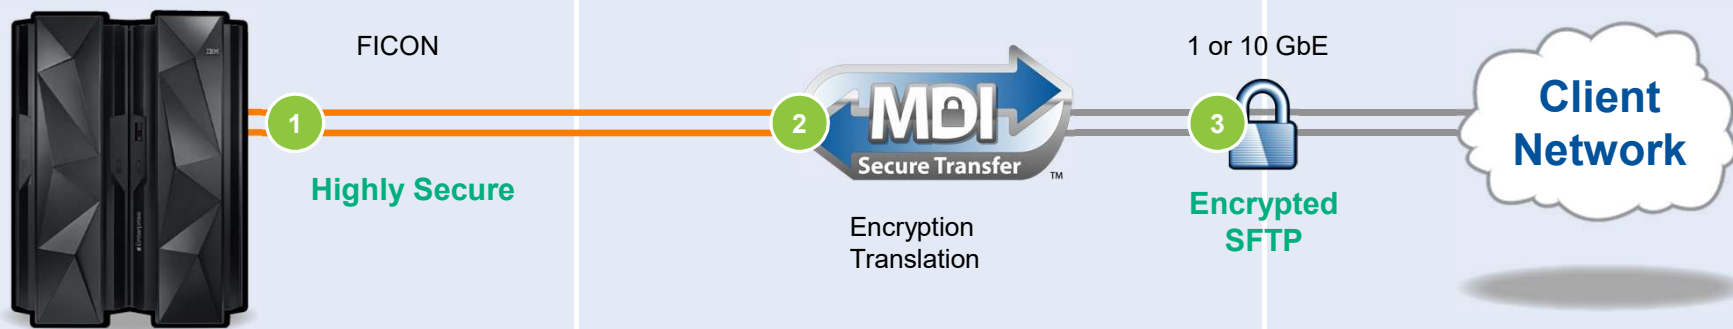 FICON
1
Highly Secure
2
MDI
Secure Transfer
TM
Encryption
Translation
1 or 10 GbE
3
Encrypted
SFTP
Client
Network
IBM